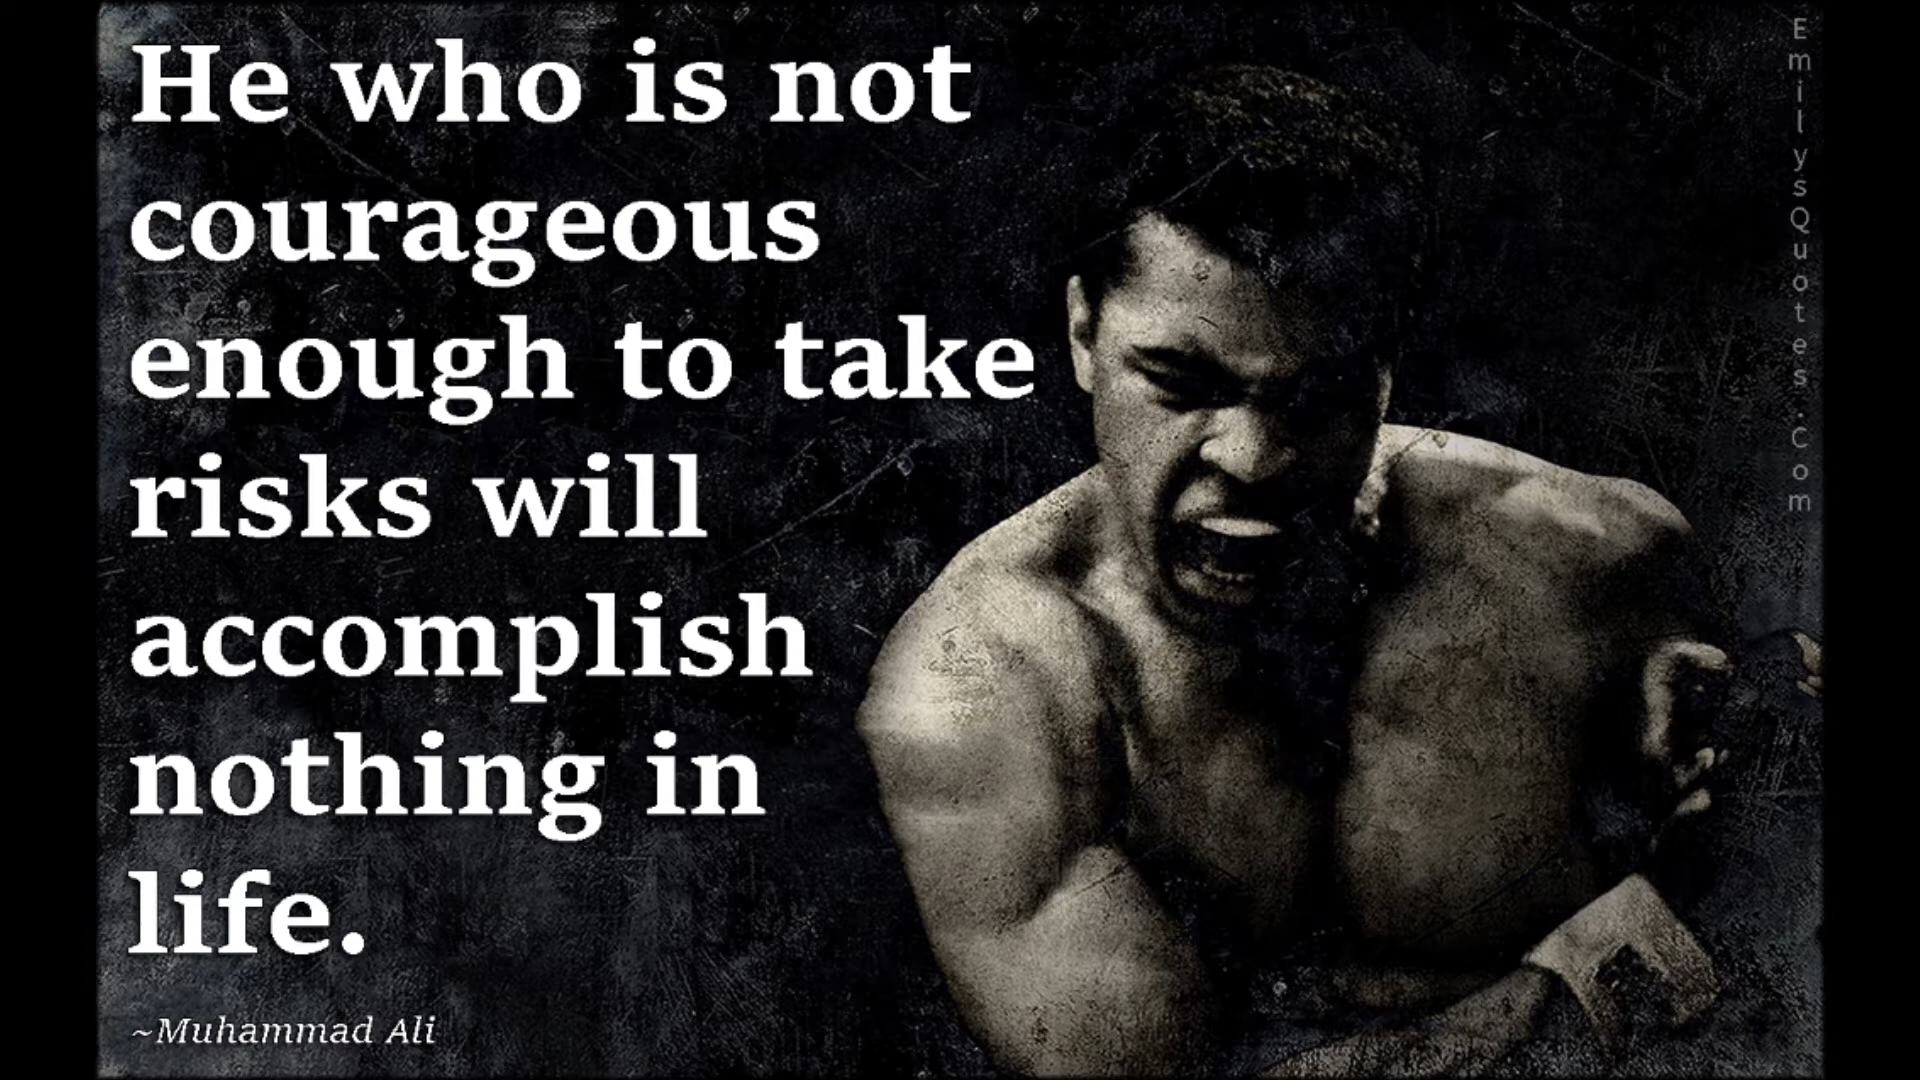 He who is not
courageous
enough to take
risks will
accomplish
nothing in
life.
~Muhammad Ali
EmilysQuotes.Com